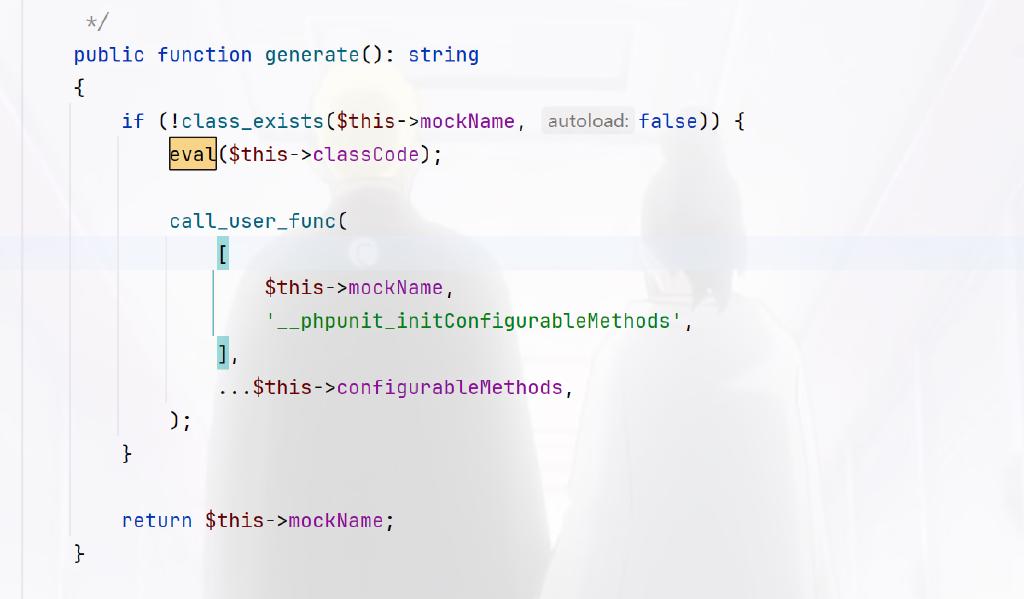 */
public function generate(): string
{
if (!class_exists($this->mockName, autoload: false)) {
eval($this->classCode);
call_user_func(
[
$this->mockName,
'__phpunit_initConfigurableMethods',
],
...$this->configurableMethods,
);
}
return $this->mockName;
}